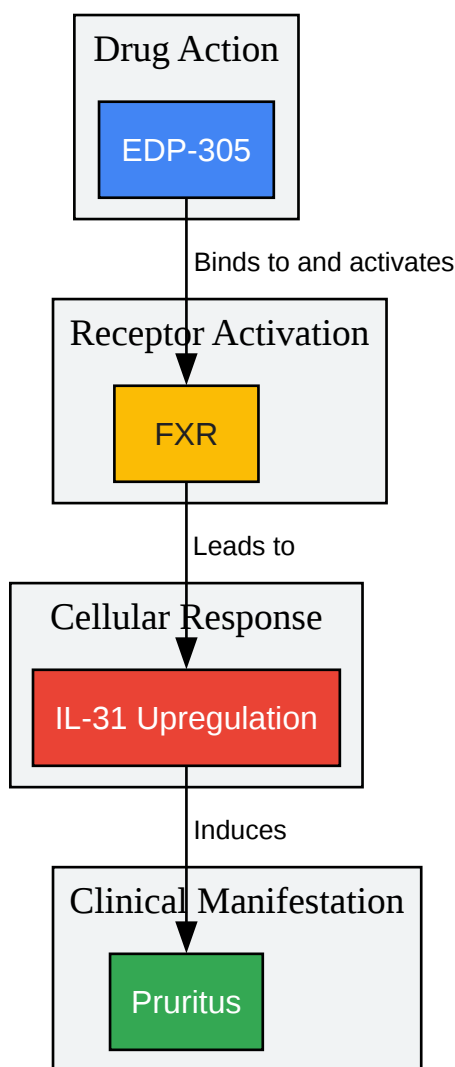 Drug Action
EDP-305
Binds to and activates
Receptor Activation
FXR
Leads to
Cellular Response
IL-31 Upregulation
Induces
Clinical Manifestation
Pruritus